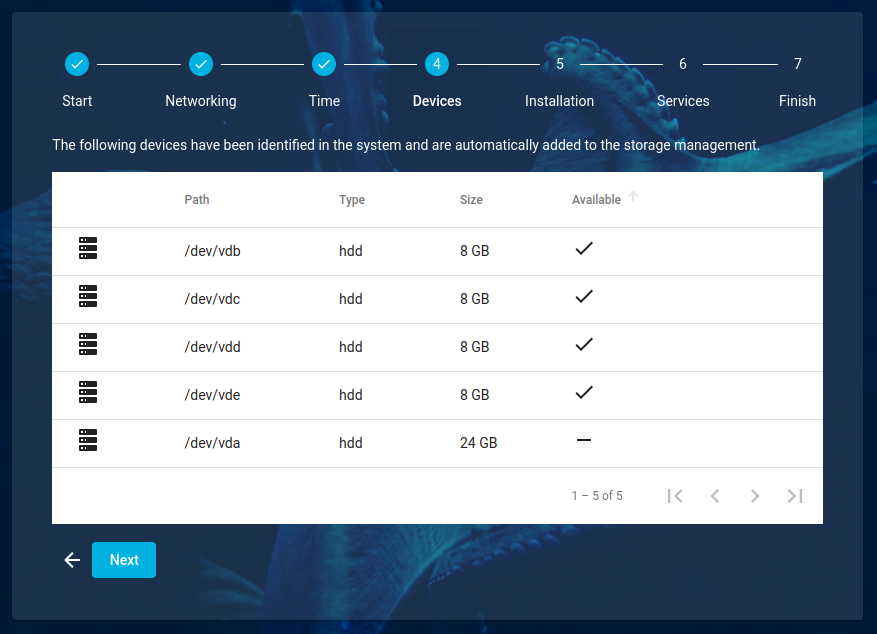 4 5 6 7
Start Networking Time Devices Installation Services Finish
The following devices have been identified in the system and are automatically added to the storage management.
Path Type Size Available
/dev/vdb hdd 8 GB
/dev/vdc hdd 8 GB
/dev/vdd hdd 8 GB
/dev/vde hdd 8 GB
/dev/vda hdd 24 GB
1 – 5 of 5
Next